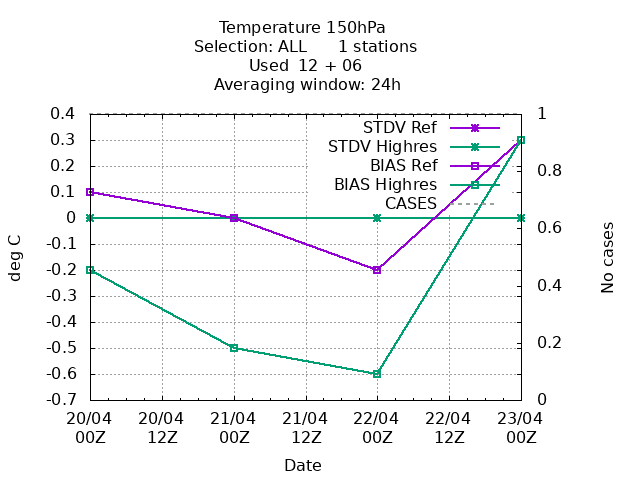 Temperature 150hPa
Selection: ALL 1 stations
Used 12 + 06
Averaging window: 24h
0.4
0.3
0.2
0.1
0
-0.1
-0.2
-0.3
-0.4
-0.5
-0.6
-0.7
deg C
STDV Ref
STDV Highres
BIAS Ref
BIAS Highres
CASES
1
0.8
0.6
0.4
0.2
0
No cases
20/04 20/04 21/04 21/04 22/04 22/04 23/04
00Z 12Z 00Z 12Z 00Z 12Z 00Z
Date